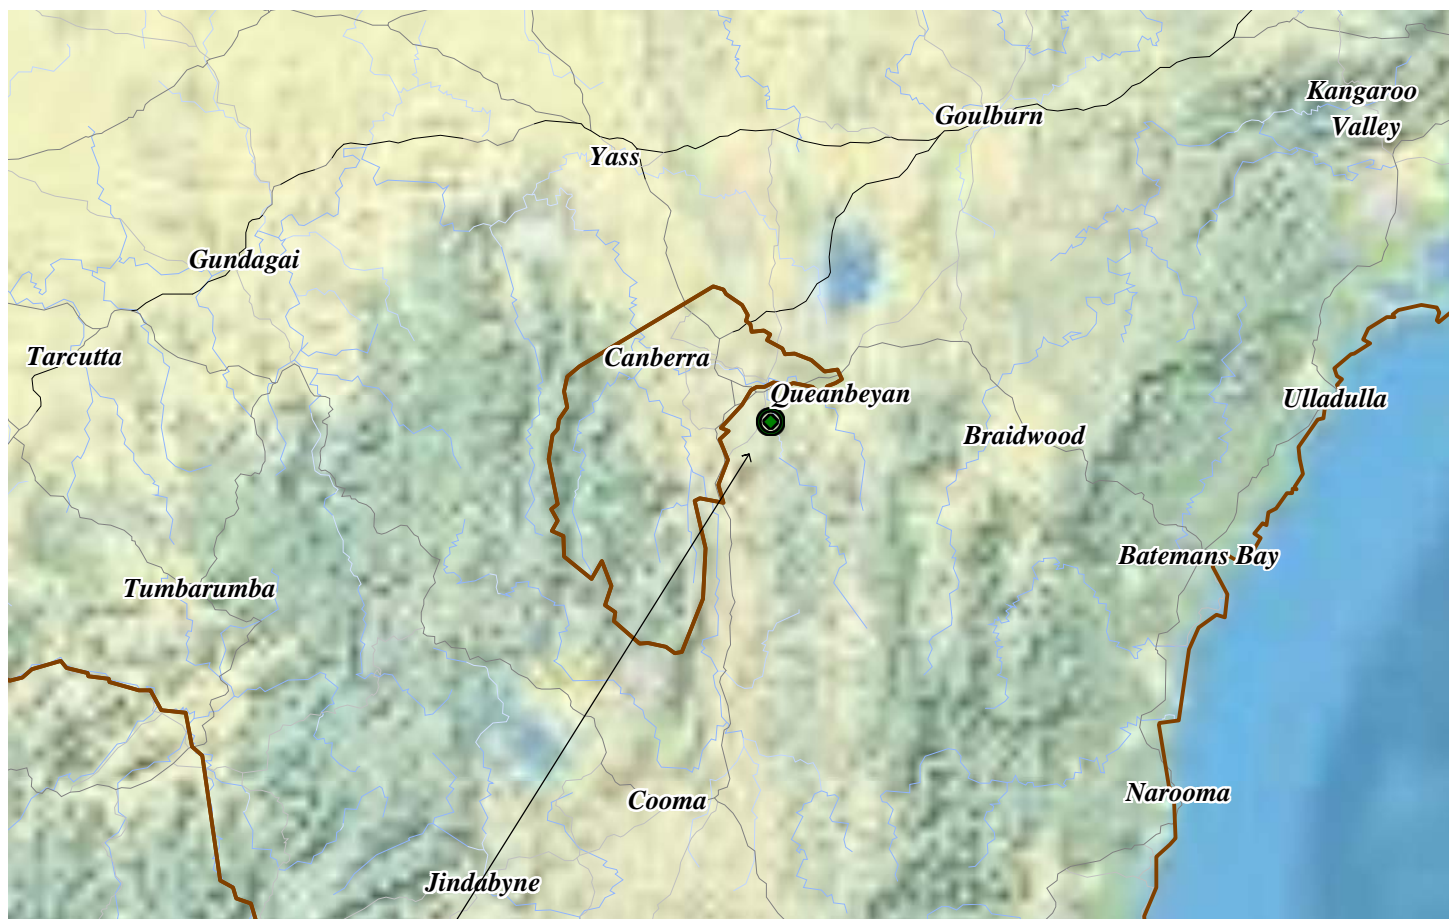 Kangaroo
Valley
Goulburn
Yass
Gundagai
Tarcutta
Canberra
Queanbeyan
Ulladulla
Braidwood
Batemans Bay
Tumbarumba
Narooma
Cooma
Jindabyne